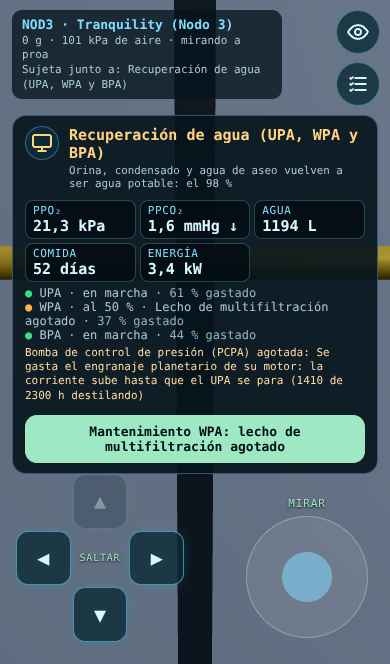 NOD3 · Tranquility (Nodo 3)
0 g · 101 kPa de aire · mirando a
proa
Sujeta junto a: Recuperación de agua
(UPA, WPA y BPA)
Recuperación de agua (UPA, WPA y
BPA)
Orina, condensado y agua de aseo vuelven a
ser agua potable: el 98 %
PPO₂ PPCO₂ AGUA
21,3 kPa 1,6 mmHg ↓ 1194 L
COMIDA ENERGÍA
52 días 3,4 kW
UPA · en marcha · 61 % gastado
WPA · al 50 % · Lecho de multifiltración
agotado · 37 % gastado
BPA · en marcha · 44 % gastado
Bomba de control de presión (PCPA) agotada: Se
gasta el engranaje planetario de su motor: la
corriente sube hasta que el UPA se para (1410 de
2300 h destilando)
Mantenimiento WPA: lecho de
multifiltración agotado
MIRAR
SALTAR